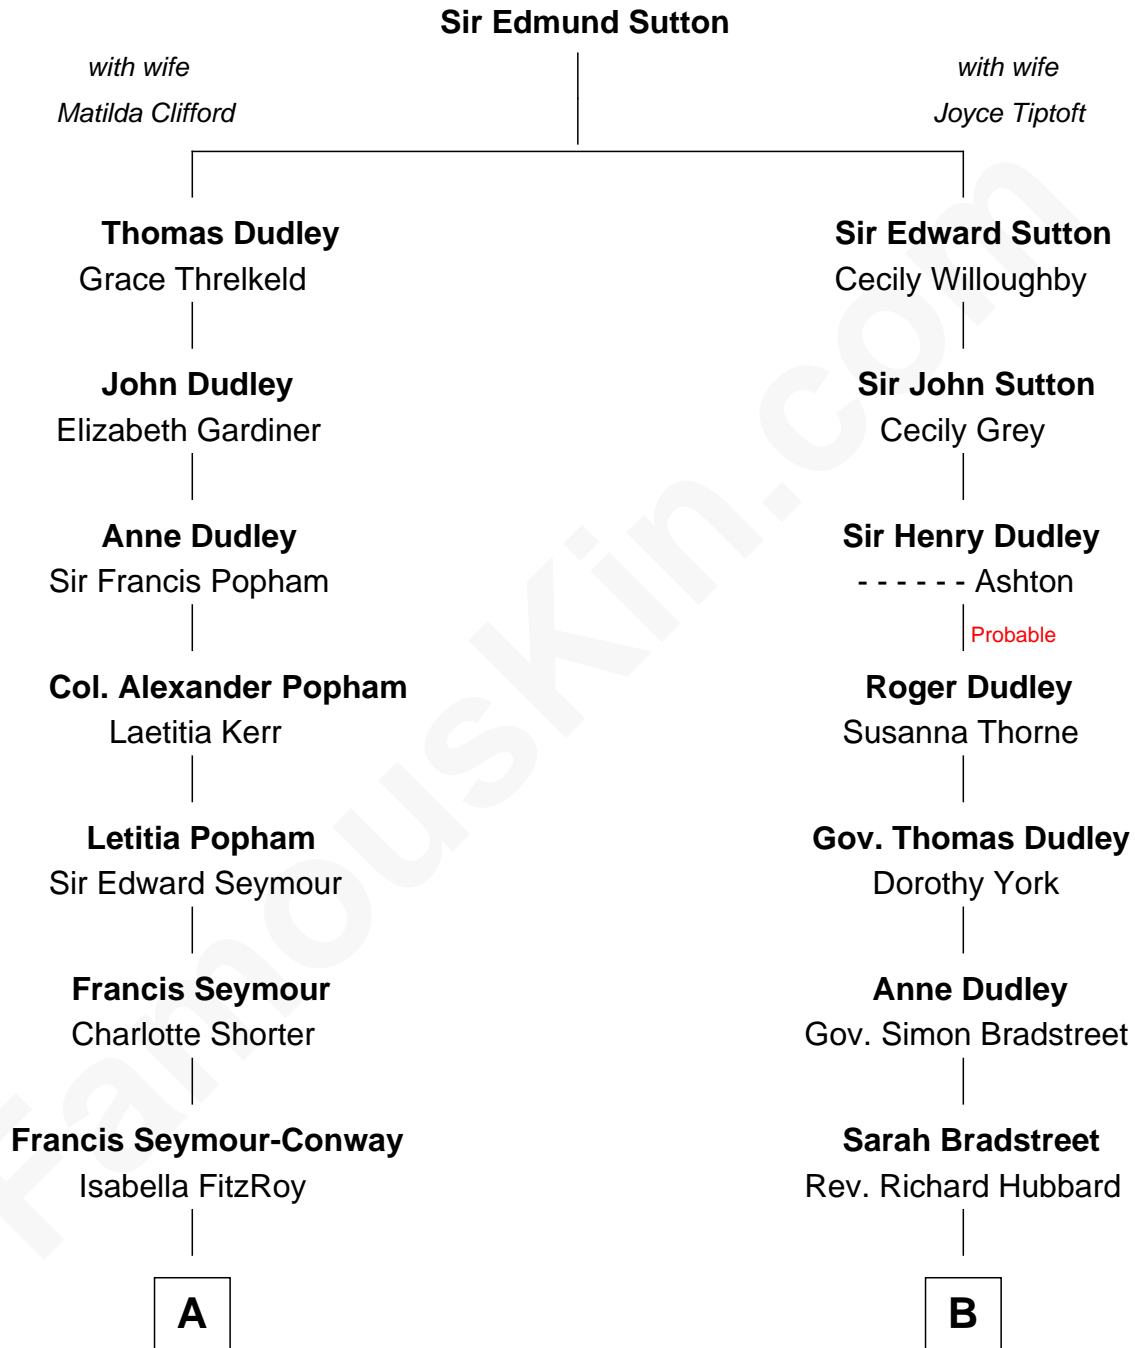 Sir Edmund Sutton
with wife
Matilda Clifford
with wife
Joyce Tiptoft
Thomas Dudley
Grace Threlkeld
Sir Edward Sutton
Cecily Willoughby
John Dudley
Elizabeth Gardiner
Sir John Sutton
Cecily Grey
Anne Dudley
Sir Francis Popham
Sir Henry Dudley
- - - - - - Ashton
Probable
Col. Alexander Popham
Laetitia Kerr
Roger Dudley
Susanna Thorne
Letitia Popham
Sir Edward Seymour
Gov. Thomas Dudley
Dorothy York
Francis Seymour
Charlotte Shorter
Anne Dudley
Gov. Simon Bradstreet
Francis Seymour-Conway
Isabella FitzRoy
Sarah Bradstreet
Rev. Richard Hubbard
A
B
FamousKin.com